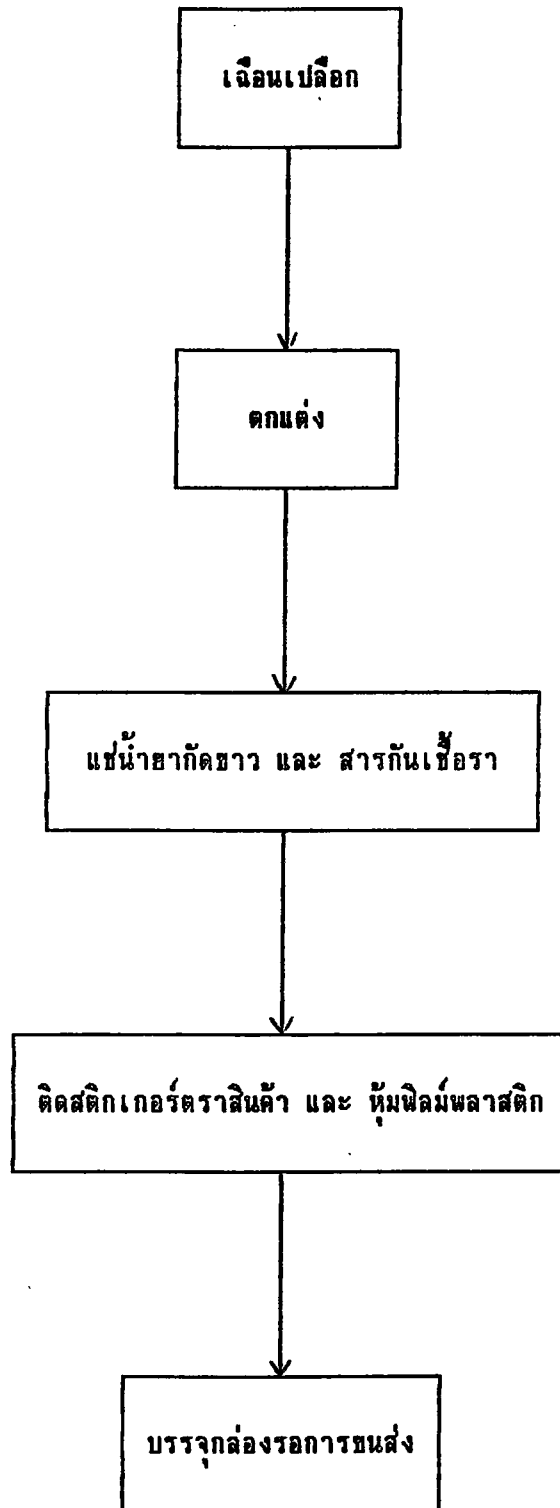 เฉือนเปลือก
ตกแต่ง
แช่น้ำยากัดขาว และ สารกันเชื้อรา
ติดสติกเกอร์ตราสินค้า และ หุ้มฟิลม์พลาสติก
บรรจุกล่องรอการขนส่ง